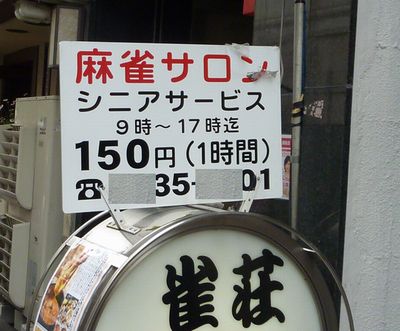 麻雀サロン
シニアサービス
9時～17時迄
150円(1時間)
☎ 35- 01
雀荘